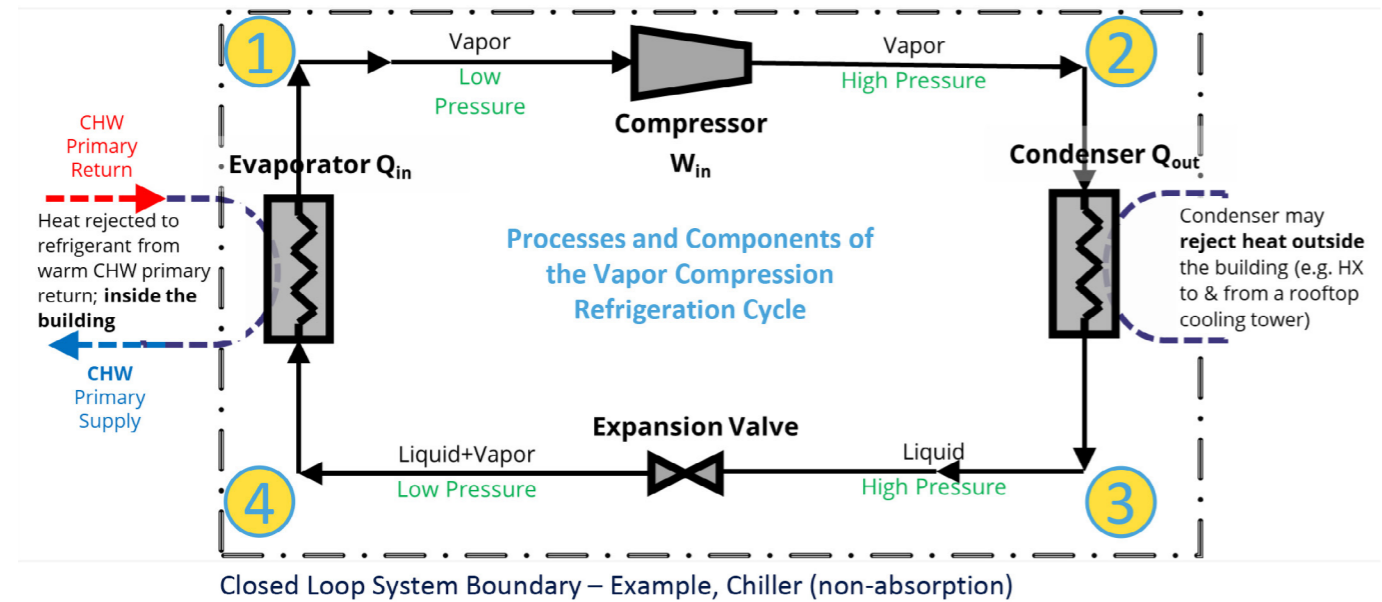 1
Vapor
Low
Pressure
Compressor
W_in
Vapor
High Pressure
2
CHW
Primary
Return
Evaporator Q_in
Condenser Q_out
Heat rejected to
refrigerant from
warm CHW primary
return; inside the
building
Processes and Components of
the Vapor Compression
Refrigeration Cycle
Condenser may
reject heat outside
the building (e.g. HX
to & from a rooftop
cooling tower)
CHW
Primary
Supply
Expansion Valve
4
Liquid+Vapor
Low Pressure
Liquid
High Pressure
3
Closed Loop System Boundary – Example, Chiller (non-absorption)